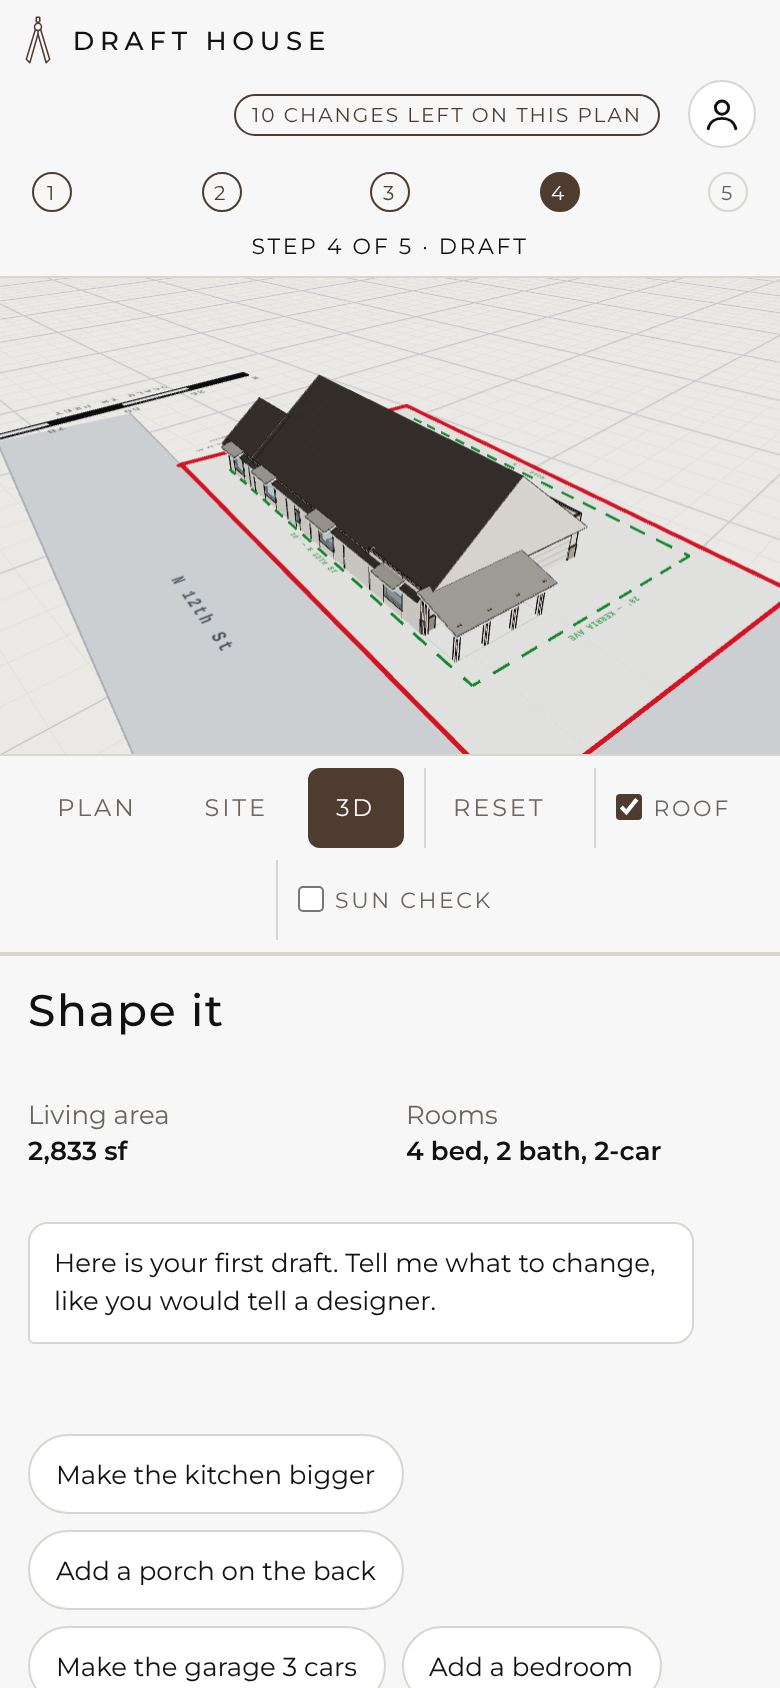 DRAFT HOUSE
10 CHANGES LEFT ON THIS PLAN
1 2 3 4 5
STEP 4 OF 5 · DRAFT
N 12th St
PLAN SITE 3D RESET ROOF
SUN CHECK
Shape it
Living area Rooms
2,833 sf 4 bed, 2 bath, 2-car
Here is your first draft. Tell me what to change,
like you would tell a designer.
Make the kitchen bigger
Add a porch on the back
Make the garage 3 cars Add a bedroom